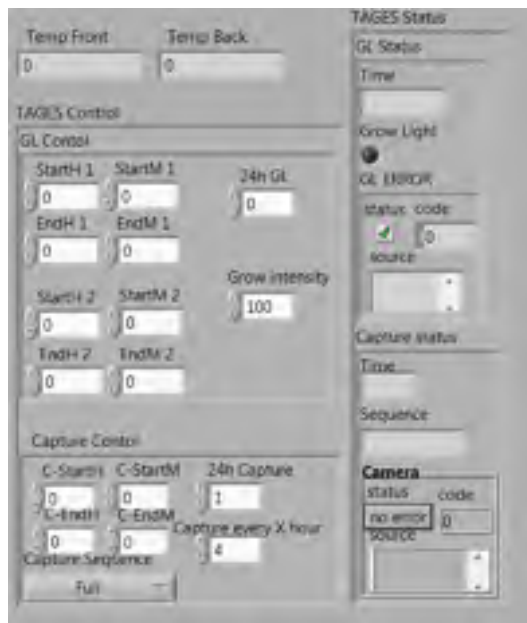 TAGES Status
Temp Front Temp Back
0 0
GL Status
Time
TAGES Control
GL Contol
Grow Light
StartH 1 StartM 1 24h GL
0 0 0
GL ERROR
EndH 1 EndM 1
0 0
status code
0
source
Grow intensity
100
StartH 2 StartM 2
0 0
EndH 2 EndM 2
0 0
Capture status
Time
Sequence
Capture Contol
C-StartH C-StartM 24h Capture
0 0 1
C-EndH C-EndM Capture every X hour
0 0 4
Capture Sequence
Full
Camera
status code
no error 0
source